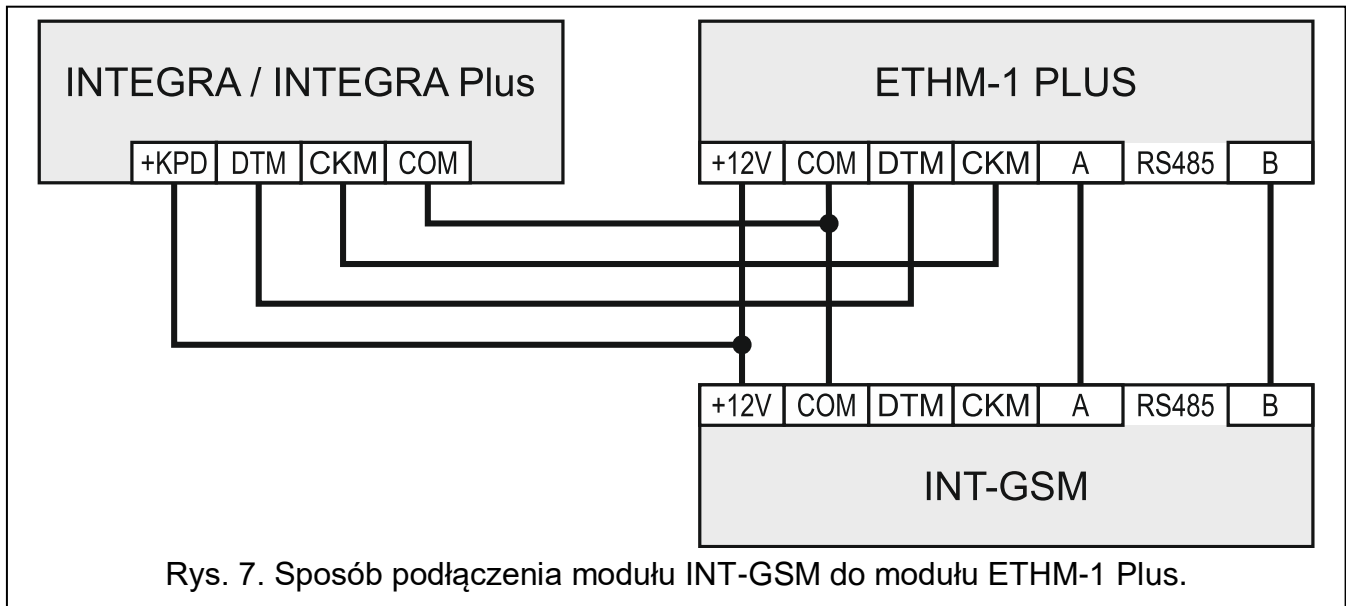 INTEGRA / INTEGRA Plus
+KPD DTM CKM COM
ETHM-1 PLUS
+12V COM DTM CKM A RS485 B
+12V COM DTM CKM A RS485 B
INT-GSM
Rys. 7. Sposób podłączenia modułu INT-GSM do modułu ETHM-1 Plus.